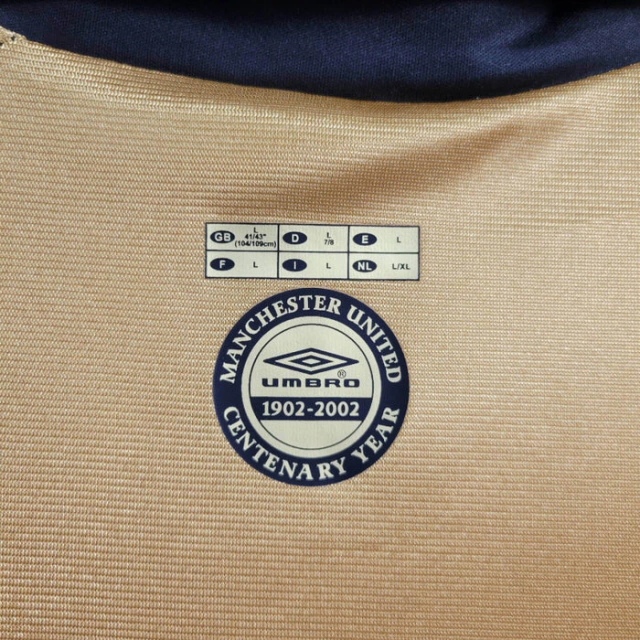 GB L 41/43" (104/109cm) D L 7/8 E L
F L I L NL L/XL
MANCHESTER UNITED
UMBRO
1902-2002
CENTENARY YEAR